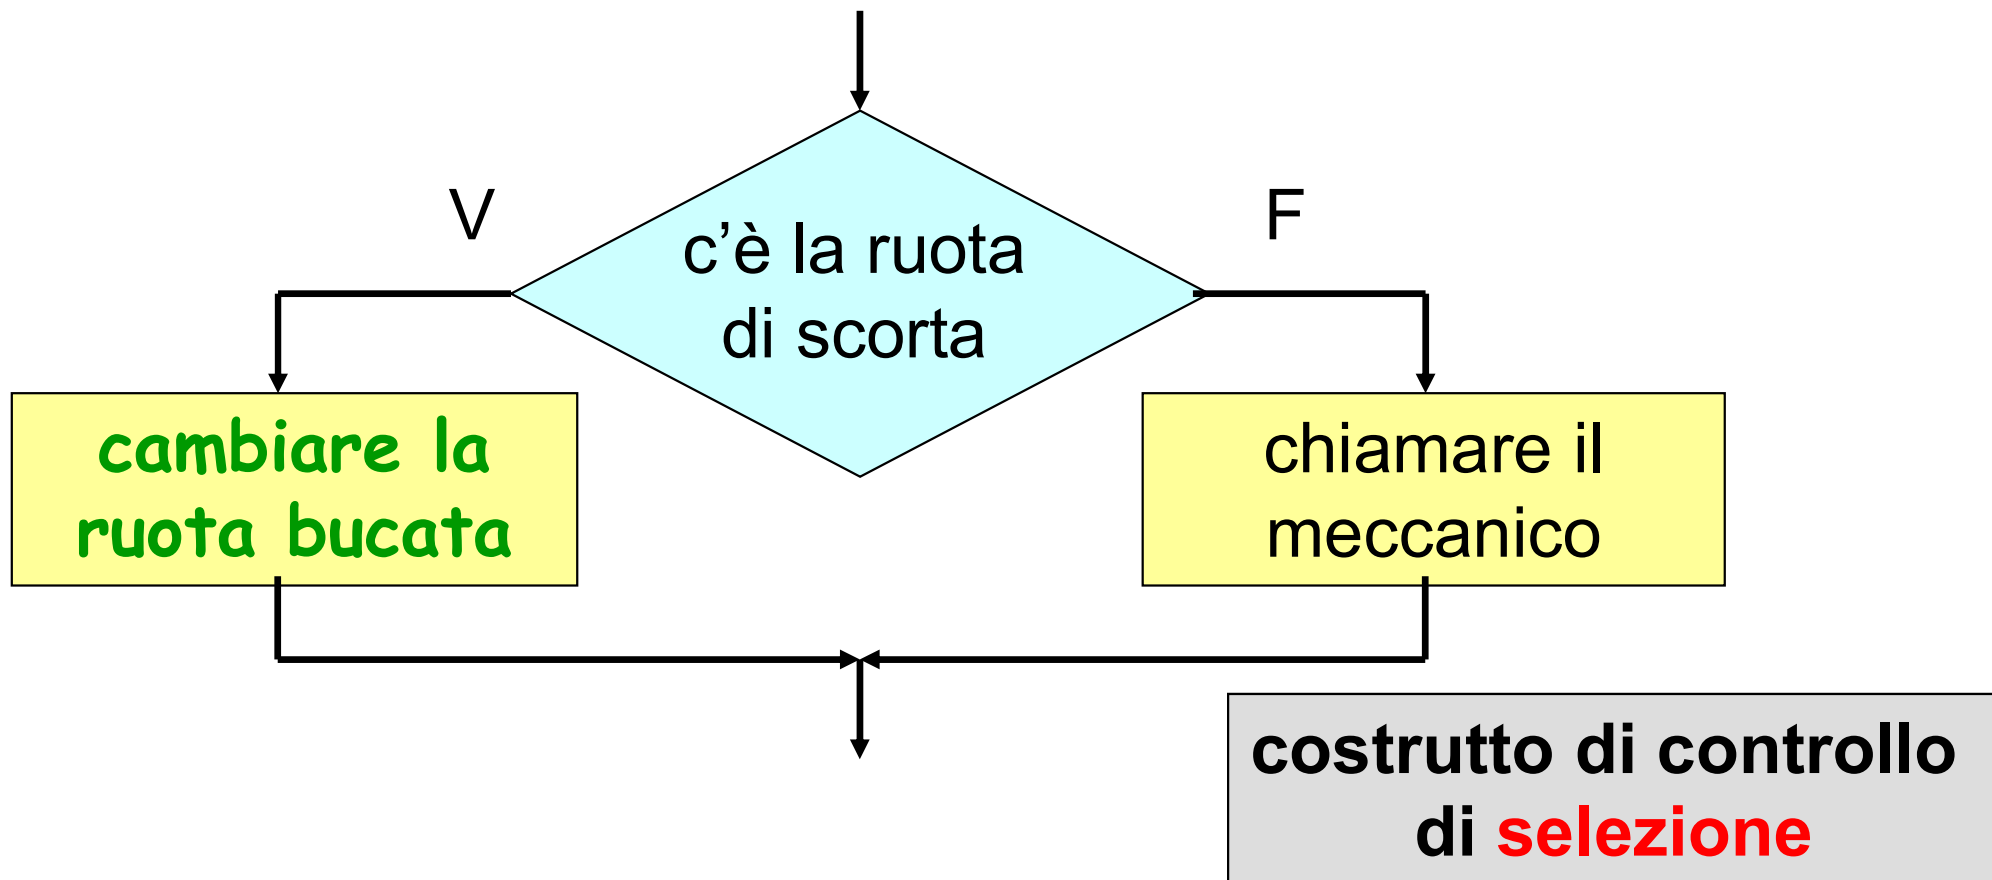 V
F
c’è la ruota
di scorta
cambiare la
ruota bucata
chiamare il
meccanico
costrutto di controllo
di selezione